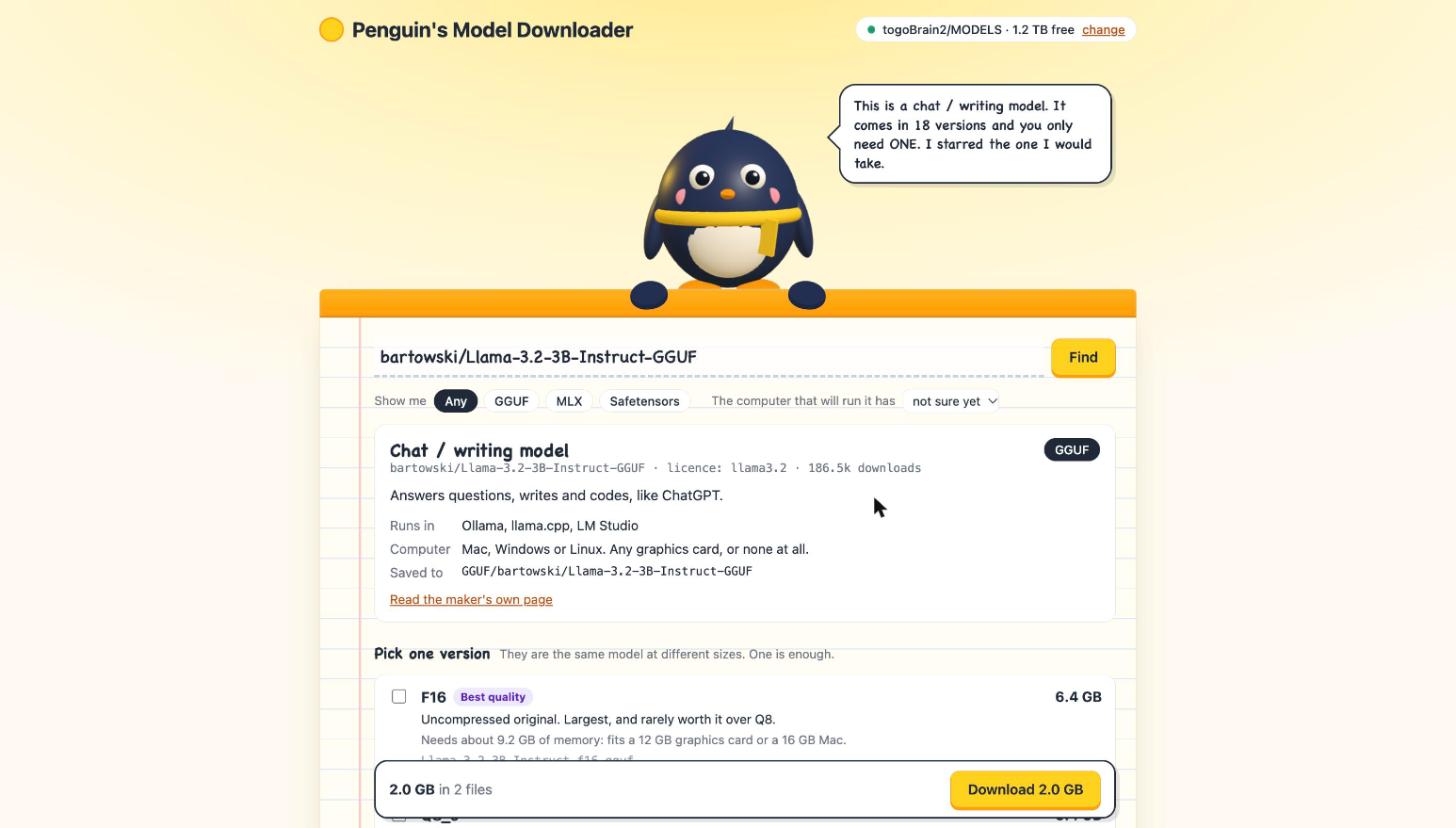 Penguin's Model Downloader
togoBrain2/MODELS · 1.2 TB free change
This is a chat / writing model. It
comes in 18 versions and you only
need ONE. I starred the one I would
take.
bartowski/Llama-3.2-3B-Instruct-GGUF
Find
Show me Any GGUF MLX Safetensors The computer that will run it has not sure yet
Chat / writing model
GGUF
bartowski/Llama-3.2-3B-Instruct-GGUF · licence: llama3.2 · 186.5k downloads
Answers questions, writes and codes, like ChatGPT.
Runs in Ollama, llama.cpp, LM Studio
Computer Mac, Windows or Linux. Any graphics card, or none at all.
Saved to GGUF/bartowski/Llama-3.2-3B-Instruct-GGUF
Read the maker's own page
Pick one version They are the same model at different sizes. One is enough.
F16 Best quality 6.4 GB
Uncompressed original. Largest, and rarely worth it over Q8.
Needs about 9.2 GB of memory: fits a 12 GB graphics card or a 16 GB Mac.
2.0 GB in 2 files
Download 2.0 GB